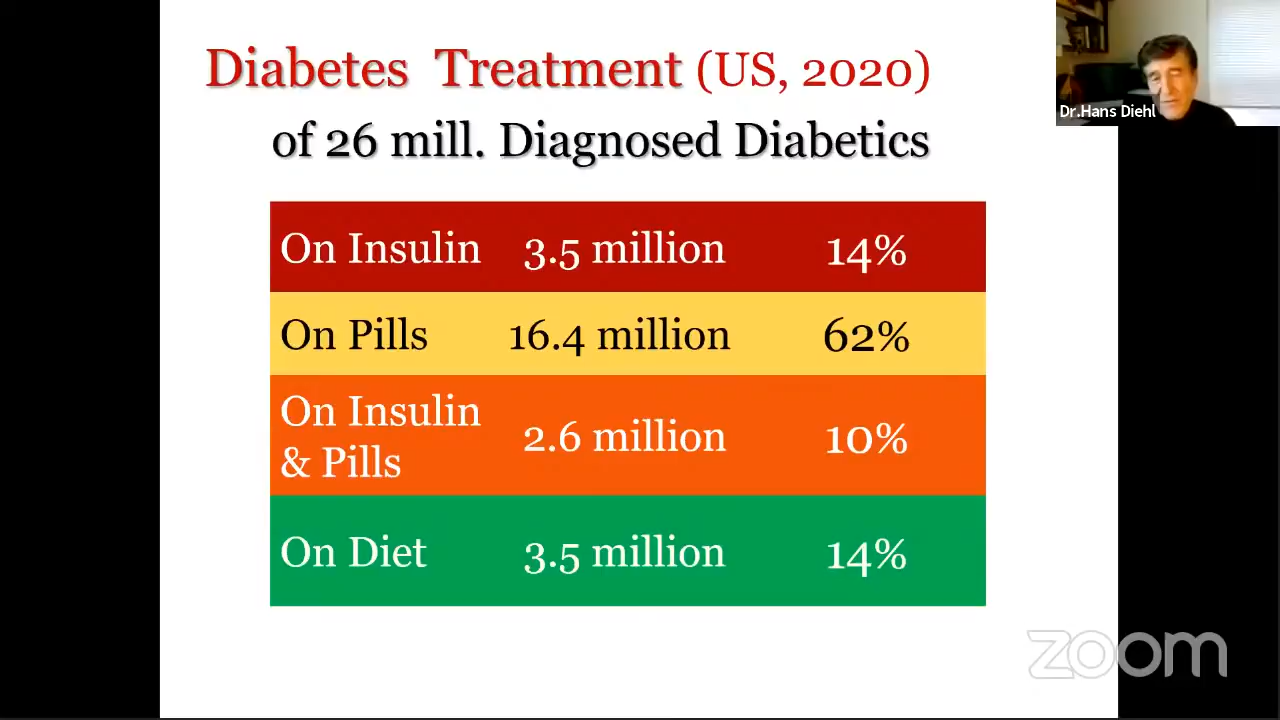 Diabetes Treatment (US, 2020)
of 26 mill. Diagnosed Diabetics
Dr.Hans Diehl
On Insulin 3.5 million 14%
On Pills 16.4 million 62%
On Insulin
& Pills 2.6 million 10%
On Diet 3.5 million 14%
zoom